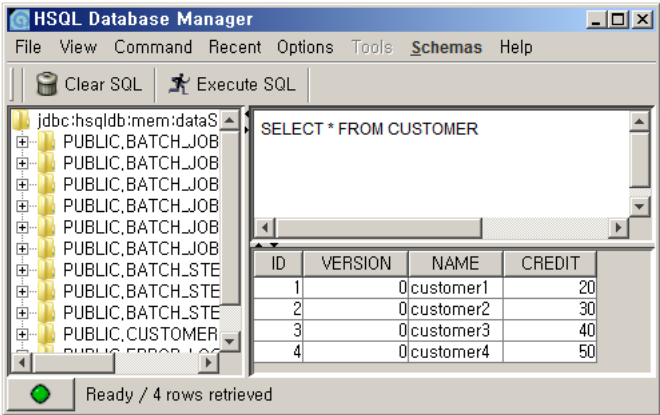 HSQL Database Manager
File View Command Recent Options Tools Schemas Help
Clear SQL Execute SQL
jdbc:hsqldb:mem:dataS
PUBLIC.BATCH_JOB
PUBLIC.BATCH_JOB
PUBLIC.BATCH_JOB
PUBLIC.BATCH_JOB
PUBLIC.BATCH_JOB
PUBLIC.BATCH_JOB
PUBLIC.BATCH_STE
PUBLIC.BATCH_STE
PUBLIC.BATCH_STE
PUBLIC.CUSTOMER
SELECT * FROM CUSTOMER
ID VERSION NAME CREDIT
1 0 customer1 20
2 0 customer2 30
3 0 customer3 40
4 0 customer4 50
Ready / 4 rows retrieved